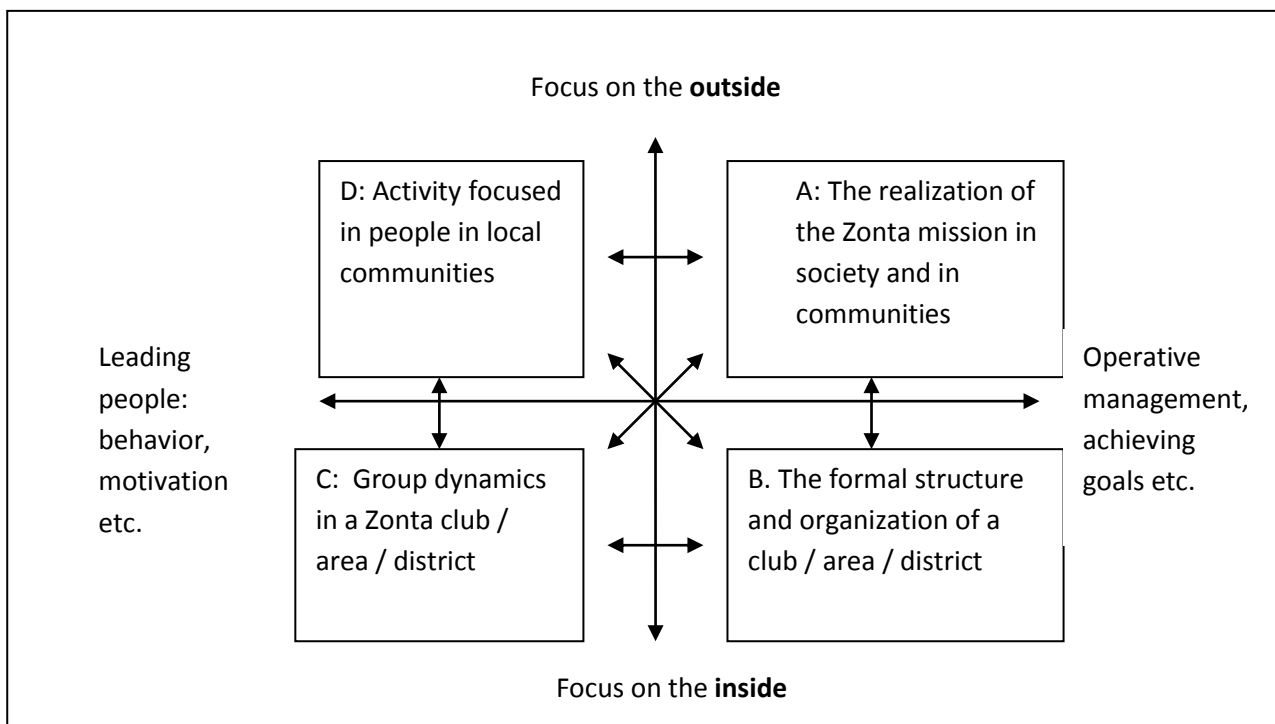 Focus on the outside
D: Activity focused
in people in local
communities
A: The realization of
the Zonta mission in
society and in
communities
Leading
people:
behavior,
motivation
etc.
Operative
management,
achieving
goals etc.
C: Group dynamics
in a Zonta club /
area / district
B. The formal structure
and organization of a
club / area / district
Focus on the inside